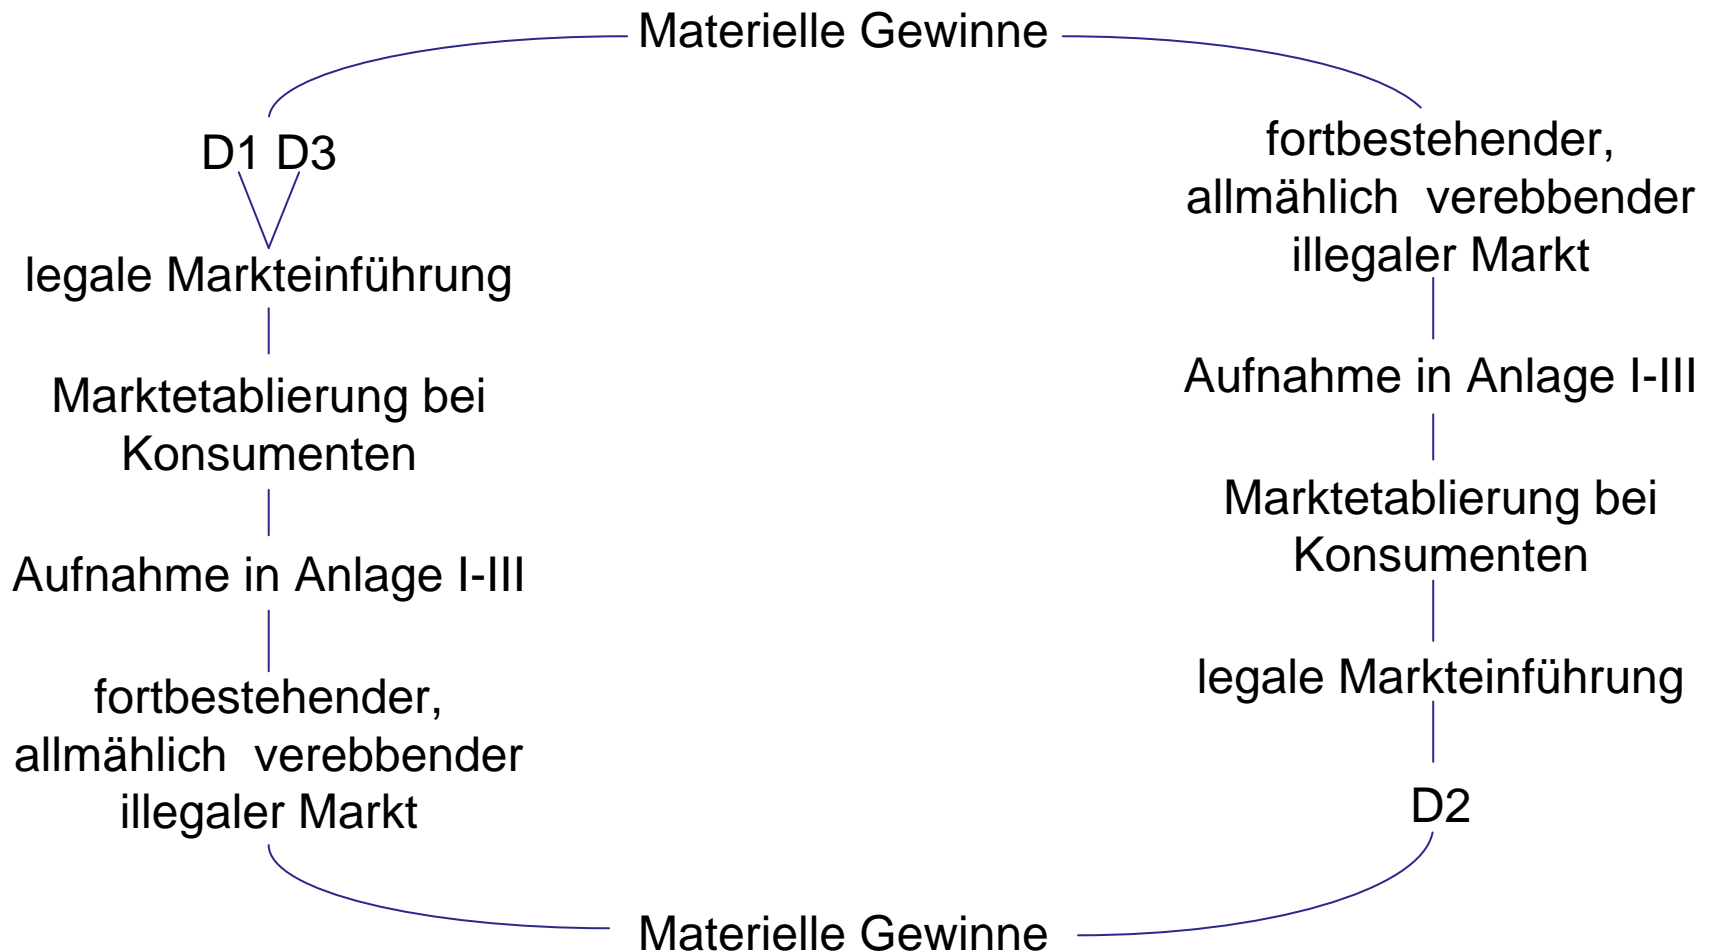 Materielle Gewinne
D1 D3
legale Markteinführung
Marktetablierung bei
Konsumenten
Aufnahme in Anlage I-III
fortbestehender,
allmählich verebbender
illegaler Markt
Materielle Gewinne
D2
legale Markteinführung
Marktetablierung bei
Konsumenten
Aufnahme in Anlage I-III
fortbestehender,
allmählich verebbender
illegaler Markt